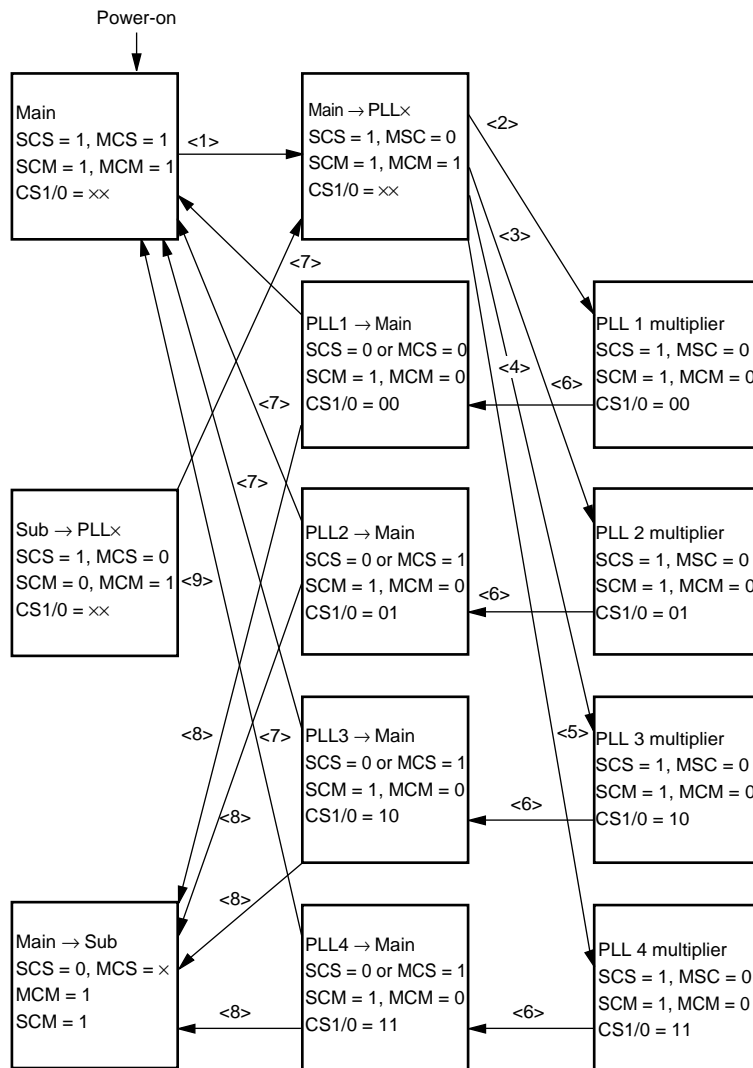 Power-on
Main
SCS = 1, MCS = 1
SCM = 1, MCM = 1
CS1/0 = ××
<1>
Main → PLL×
SCS = 1, MSC = 0
SCM = 1, MCM = 1
CS1/0 = ××
<2>
<3>
<7>
PLL1 → Main
SCS = 0 or MCS = 0
SCM = 1, MCM = 0
CS1/0 = 00
<4>
<6>
PLL 1 multiplier
SCS = 1, MSC = 0
SCM = 1, MCM = 0
CS1/0 = 00
<7>
<7>
Sub → PLL×
SCS = 1, MCS = 0
SCM = 0, MCM = 1
CS1/0 = ××
<9>
PLL2 → Main
SCS = 0 or MCS = 1
SCM = 1, MCM = 0
CS1/0 = 01
<6>
PLL 2 multiplier
SCS = 1, MSC = 0
SCM = 1, MCM = 0
CS1/0 = 01
<8>
<7>
PLL3 → Main
SCS = 0 or MCS = 1
SCM = 1, MCM = 0
CS1/0 = 10
<5>
<6>
PLL 3 multiplier
SCS = 1, MSC = 0
SCM = 1, MCM = 0
CS1/0 = 10
<8>
<8>
Main → Sub
SCS = 0, MCS = ×
MCM = 1
SCM = 1
<8>
PLL4 → Main
SCS = 0 or MCS = 1
SCM = 1, MCM = 0
CS1/0 = 11
<6>
PLL 4 multiplier
SCS = 1, MSC = 0
SCM = 1, MCM = 0
CS1/0 = 11